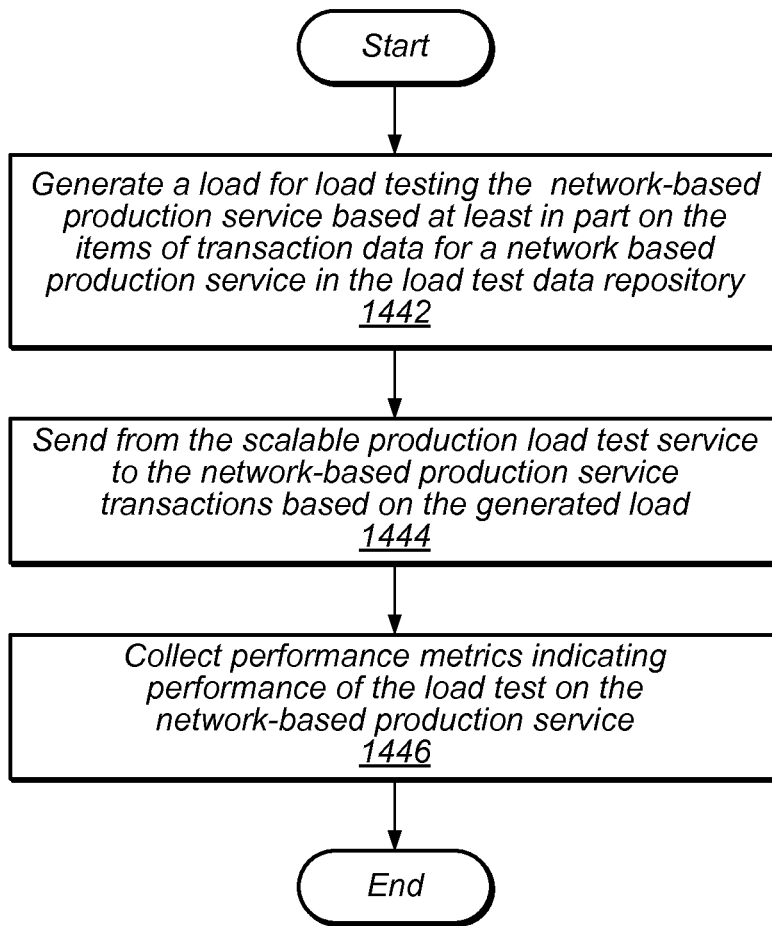 Start
Generate a load for load testing the network-based
production service based at least in part on the
items of transaction data for a network based
production service in the load test data repository
1442
Send from the scalable production load test service
to the network-based production service
transactions based on the generated load
1444
Collect performance metrics indicating
performance of the load test on the
network-based production service
1446
End